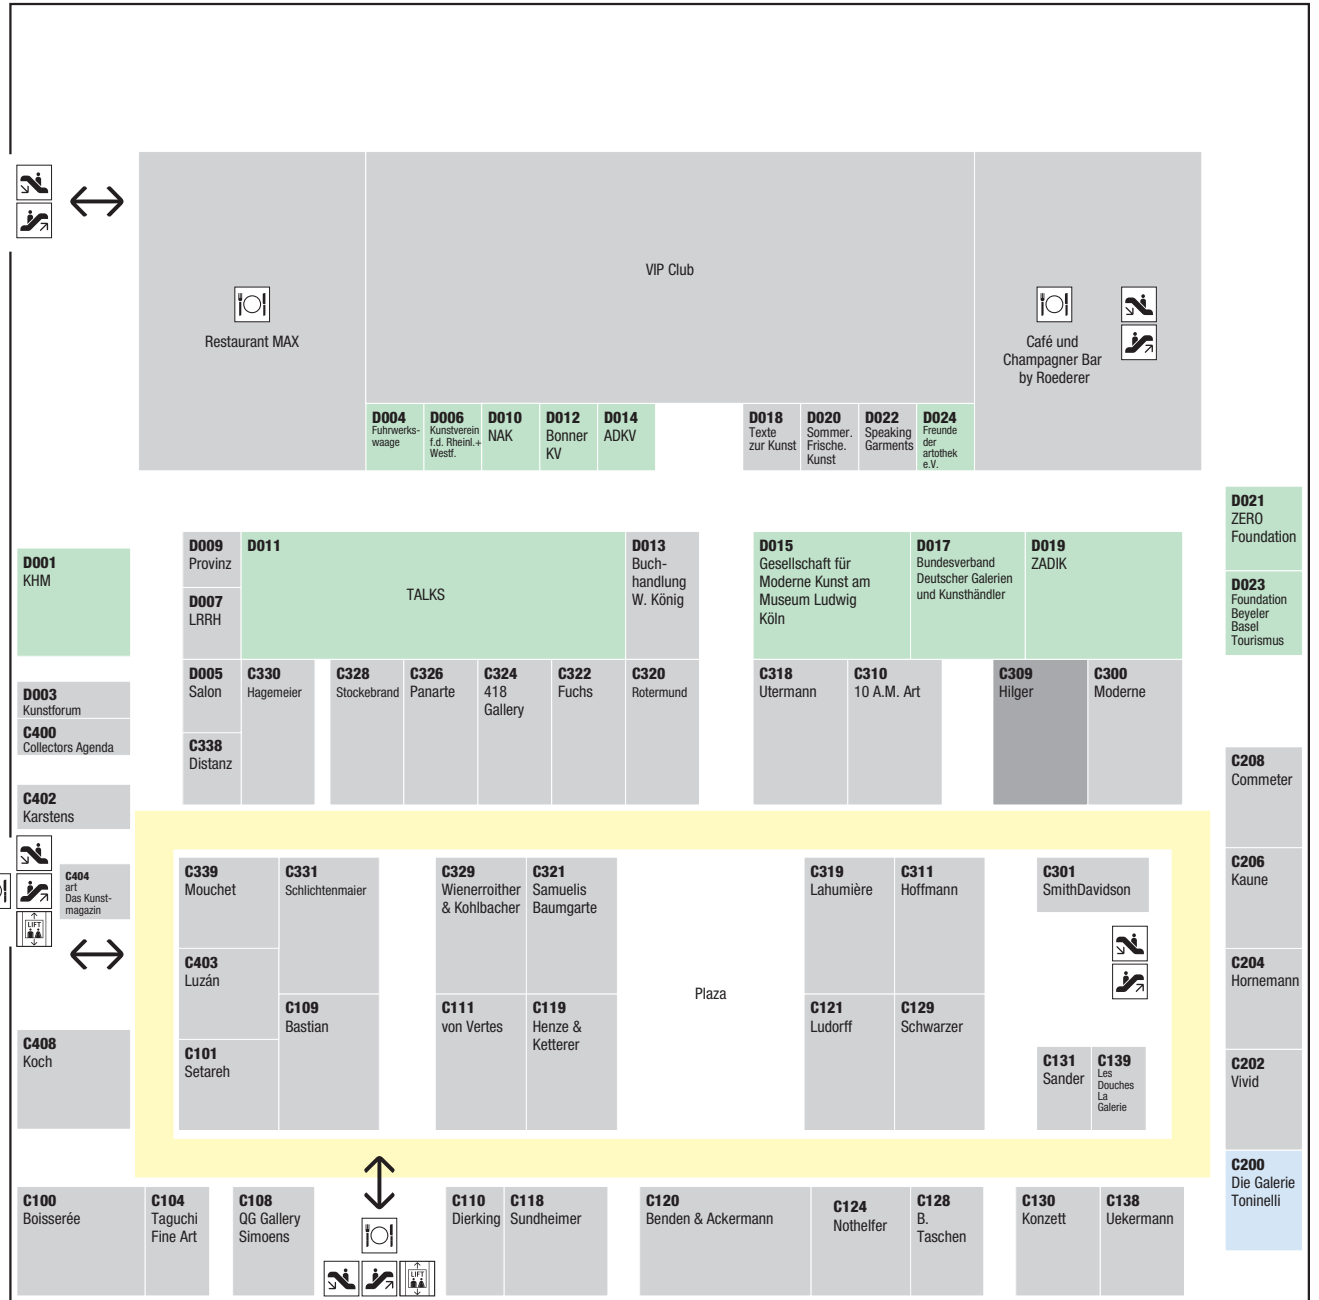 VIP Club
Restaurant MAX
Café und
Champagner Bar
by Roederer
D004
Fuhrwerks-
waage
D006
Kunstverein
f.d. Rheinl.+
Westf.
D010
NAK
D012
Bonner
KV
D014
ADKV
D018
Texte
zur Kunst
D020
Sommer.
Frische.
Kunst
D022
Speaking
Garments
D024
Freunde
der
artothek
e.V.
D021
ZERO
Foundation
D023
Foundation
Beyeler
Basel
Tourismus
D001
KHM
D009
Provinz
D007
LRRH
D011
TALKS
D013
Buch-
handlung
W. König
D015
Gesellschaft für
Moderne Kunst am
Museum Ludwig
Köln
D017
Bundesverband
Deutscher Galerien
und Kunsthändler
D019
ZADIK
D003
Kunstforum
C400
Collectors Agenda
D005
Salon
C338
Distanz
C330
Hagemeier
C328
Stockebrand
C326
Panarte
C324
418
Gallery
C322
Fuchs
C320
Rotermund
C318
Utermann
C310
10 A.M. Art
C309
Hilger
C300
Moderne
C208
Commeter
C402
Karstens
C404
art
Das Kunst-
magazin
LIFT
C339
Mouchet
C331
Schlichtenmaier
C329
Wienerroither
& Kohlbacher
C321
Samuelis
Baumgarte
C319
Lahumière
C311
Hoffmann
C301
SmithDavidson
C206
Kaune
C403
Luzán
C204
Hornemann
Plaza
C109
Bastian
C111
von Vertes
C119
Henze &
Ketterer
C121
Ludorff
C129
Schwarzer
C408
Koch
C101
Setareh
C131
Sander
C139
Les
Douches
La
Galerie
C202
Vivid
C200
Die Galerie
Toninelli
C100
Boisserée
C104
Taguchi
Fine Art
C108
QG Gallery
Simoens
LIFT
C110
Dierking
C118
Sundheimer
C120
Benden & Ackermann
C124
Nothelfer
C128
B.
Taschen
C130
Konzett
C138
Uekermann